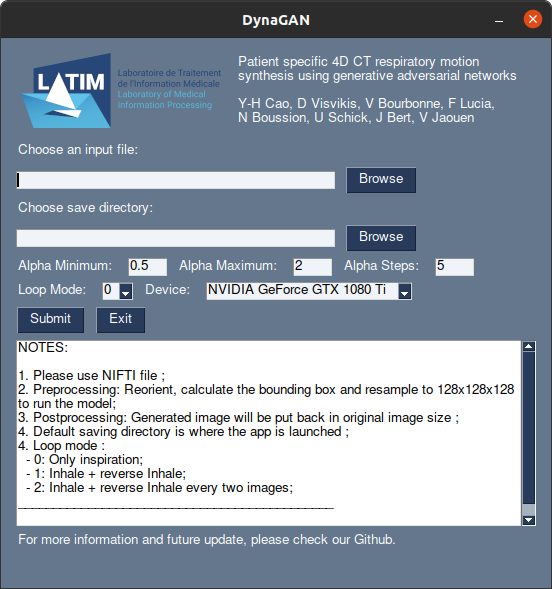 DynaGAN
LATIM
Laboratoire de Traitement
de l'Information Médicale
Laboratory of Medical
Information Processing
Patient specific 4D CT respiratory motion
synthesis using generative adversarial networks
Y-H Cao, D Visvikis, V Bourbonne, F Lucia,
N Boussion, U Schick, J Bert, V Jaouen
Choose an input file:
Browse
Choose save directory:
Browse
Alpha Minimum: 0.5 Alpha Maximum: 2 Alpha Steps: 5
Loop Mode: 0 Device: NVIDIA GeForce GTX 1080 Ti
Submit Exit
NOTES:
1. Please use NIFTI file ;
2. Preprocessing: Reorient, calculate the bounding box and resample to 128x128x128
to run the model;
3. Postprocessing: Generated image will be put back in original image size ;
4. Default saving directory is where the app is launched ;
4. Loop mode :
- 0: Only inspiration;
- 1: Inhale + reverse Inhale;
- 2: Inhale + reverse Inhale every two images;
For more information and future update, please check our Github.